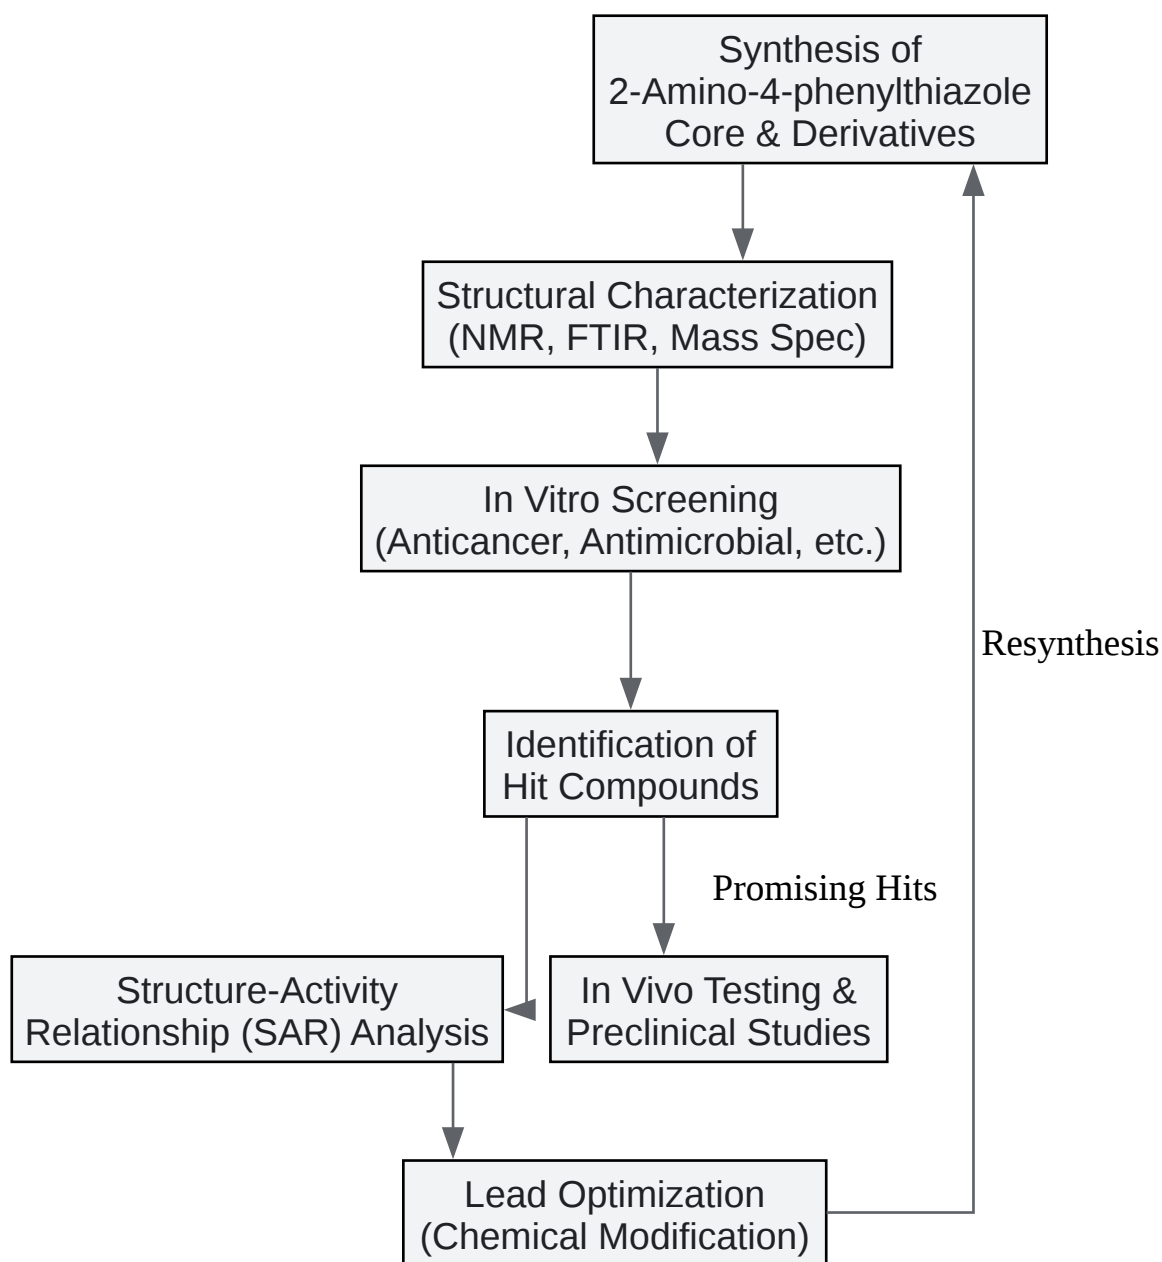 Synthesis of
2-Amino-4-phenylthiazole
Core & Derivatives
Structural Characterization
(NMR, FTIR, Mass Spec)
In Vitro Screening
(Anticancer, Antimicrobial, etc.)
Resynthesis
Identification of
Hit Compounds
Promising Hits
Structure-Activity
Relationship (SAR) Analysis
In Vivo Testing &
Preclinical Studies
Lead Optimization
(Chemical Modification)